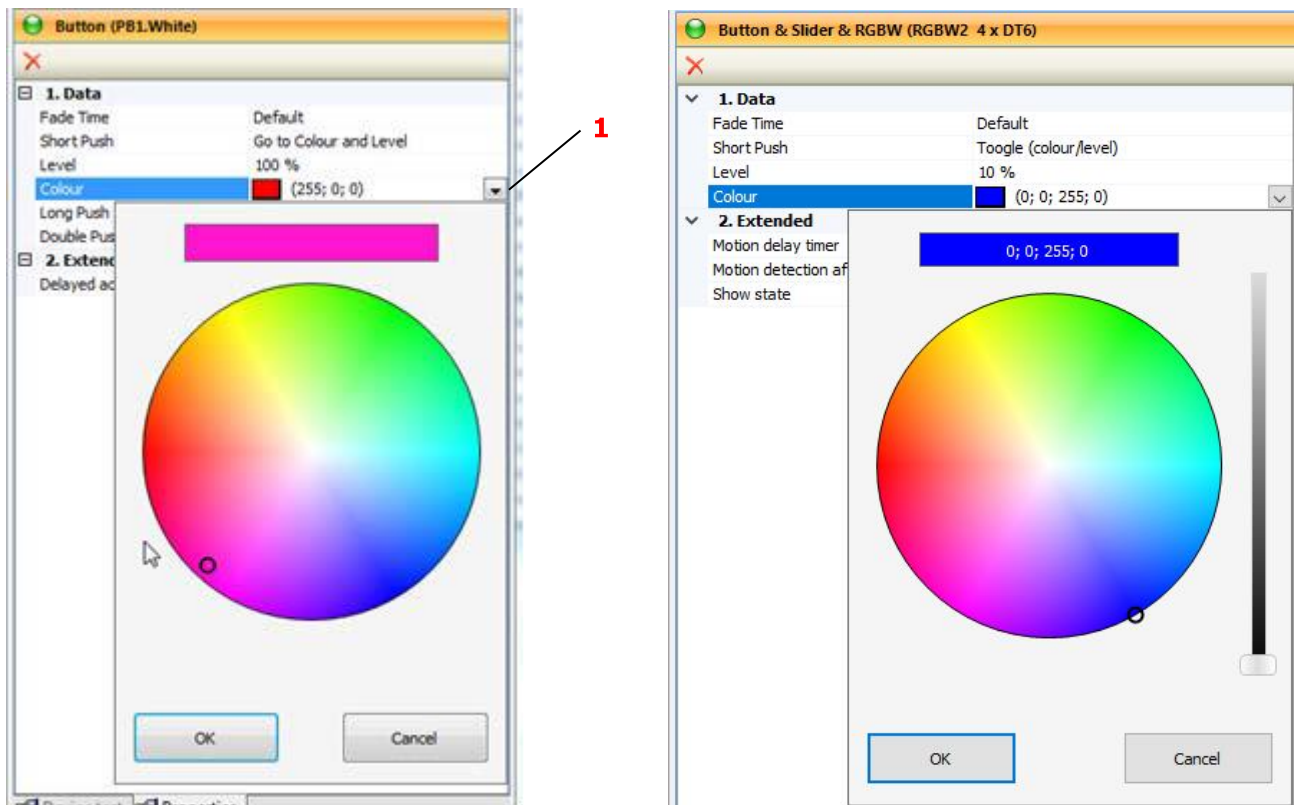 Button (PB1.White)
1. Data
Fade Time Default
Short Push Go to Colour and Level
Level 100 %
Colour (255; 0; 0)
Long Push
Double Pus
2. Extend
Delayed ac
OK Cancel
1
Button & Slider & RGBW (RGBW2 4 x DT6)
1. Data
Fade Time Default
Short Push Toogle (colour/level)
Level 10 %
Colour (0; 0; 255; 0)
2. Extended
Motion delay timer
Motion detection af
Show state
0; 0; 255; 0
OK Cancel